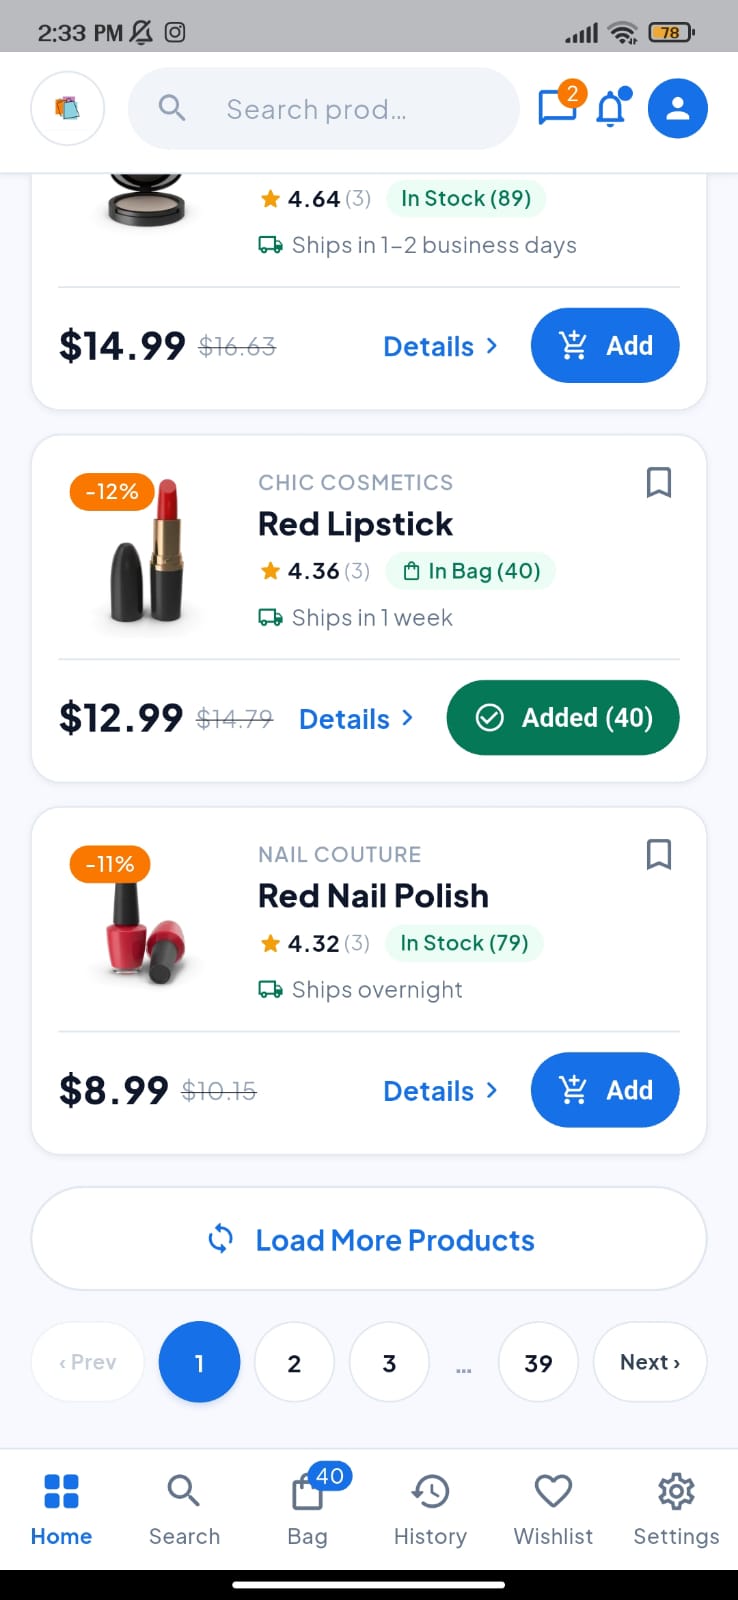 2:33 PM
78
Search prod...
2
4.64 (3) In Stock (89)
Ships in 1–2 business days
$14.99 $16.63 Details › Add
-12%
CHIC COSMETICS
Red Lipstick
4.36 (3) In Bag (40)
Ships in 1 week
$12.99 $14.79 Details › Added (40)
-11%
NAIL COUTURE
Red Nail Polish
4.32 (3) In Stock (79)
Ships overnight
$8.99 $10.15 Details › Add
Load More Products
‹ Prev 1 2 3 ... 39 Next ›
40
Home Search Bag History Wishlist Settings